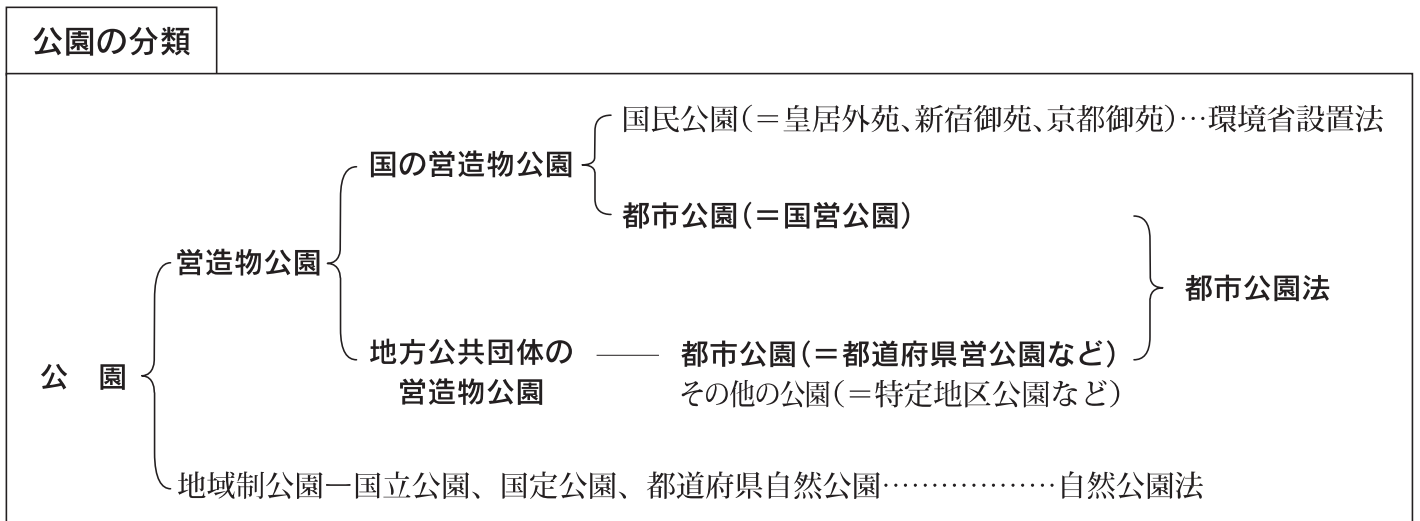 公園の分類
国民公園(=皇居外苑、新宿御苑、京都御苑)…環境省設置法
国の営造物公園
都市公園(=国営公園)
営造物公園
都市公園法
地方公共団体の
営造物公園
都市公園(=都道府県営公園など)
その他の公園(=特定地区公園など)
公 園
地域制公園ー国立公園、国定公園、都道府県自然公園………………自然公園法